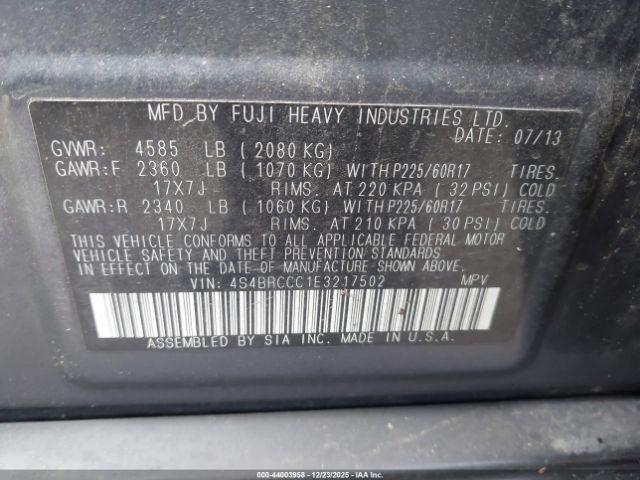 MFD BY FUJI HEAVY INDUSTRIES LTD.
DATE: 07/13
GVWR: 4585 LB (2080 KG)
GAWR:F 2360 LB (1070 KG) WITH P225/60R17 TIRES.
17X7J RIMS. AT 220 KPA (32 PSI) COLD
GAWR:R 2340 LB (1060 KG) WITH P225/60R17 TIRES.
17X7J RIMS. AT 210 KPA (30 PSI) COLD
THIS VEHICLE CONFORMS TO ALL APPLICABLE FEDERAL MOTOR
VEHICLE SAFETY AND THEFT PREVENTION STANDARDS
IN EFFECT ON THE DATE OF MANUFACTURE SHOWN ABOVE.
VIN: 4S4BRCCC1E3217502 MPV
ASSEMBLED BY SIA INC. MADE IN U.S.A.
000-44003958 - 12/23/2025 - IAAI.COM